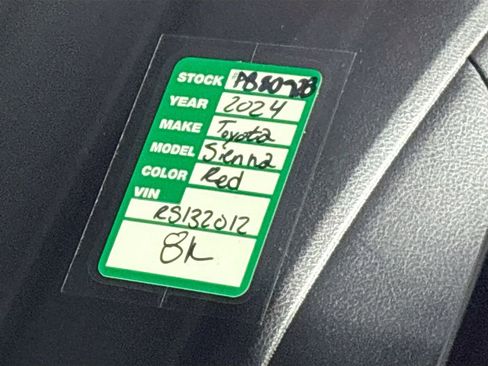 STOCK
YEAR 2024
MAKE Toyota
MODEL Sienna
COLOR Red
VIN
RS132012
8k